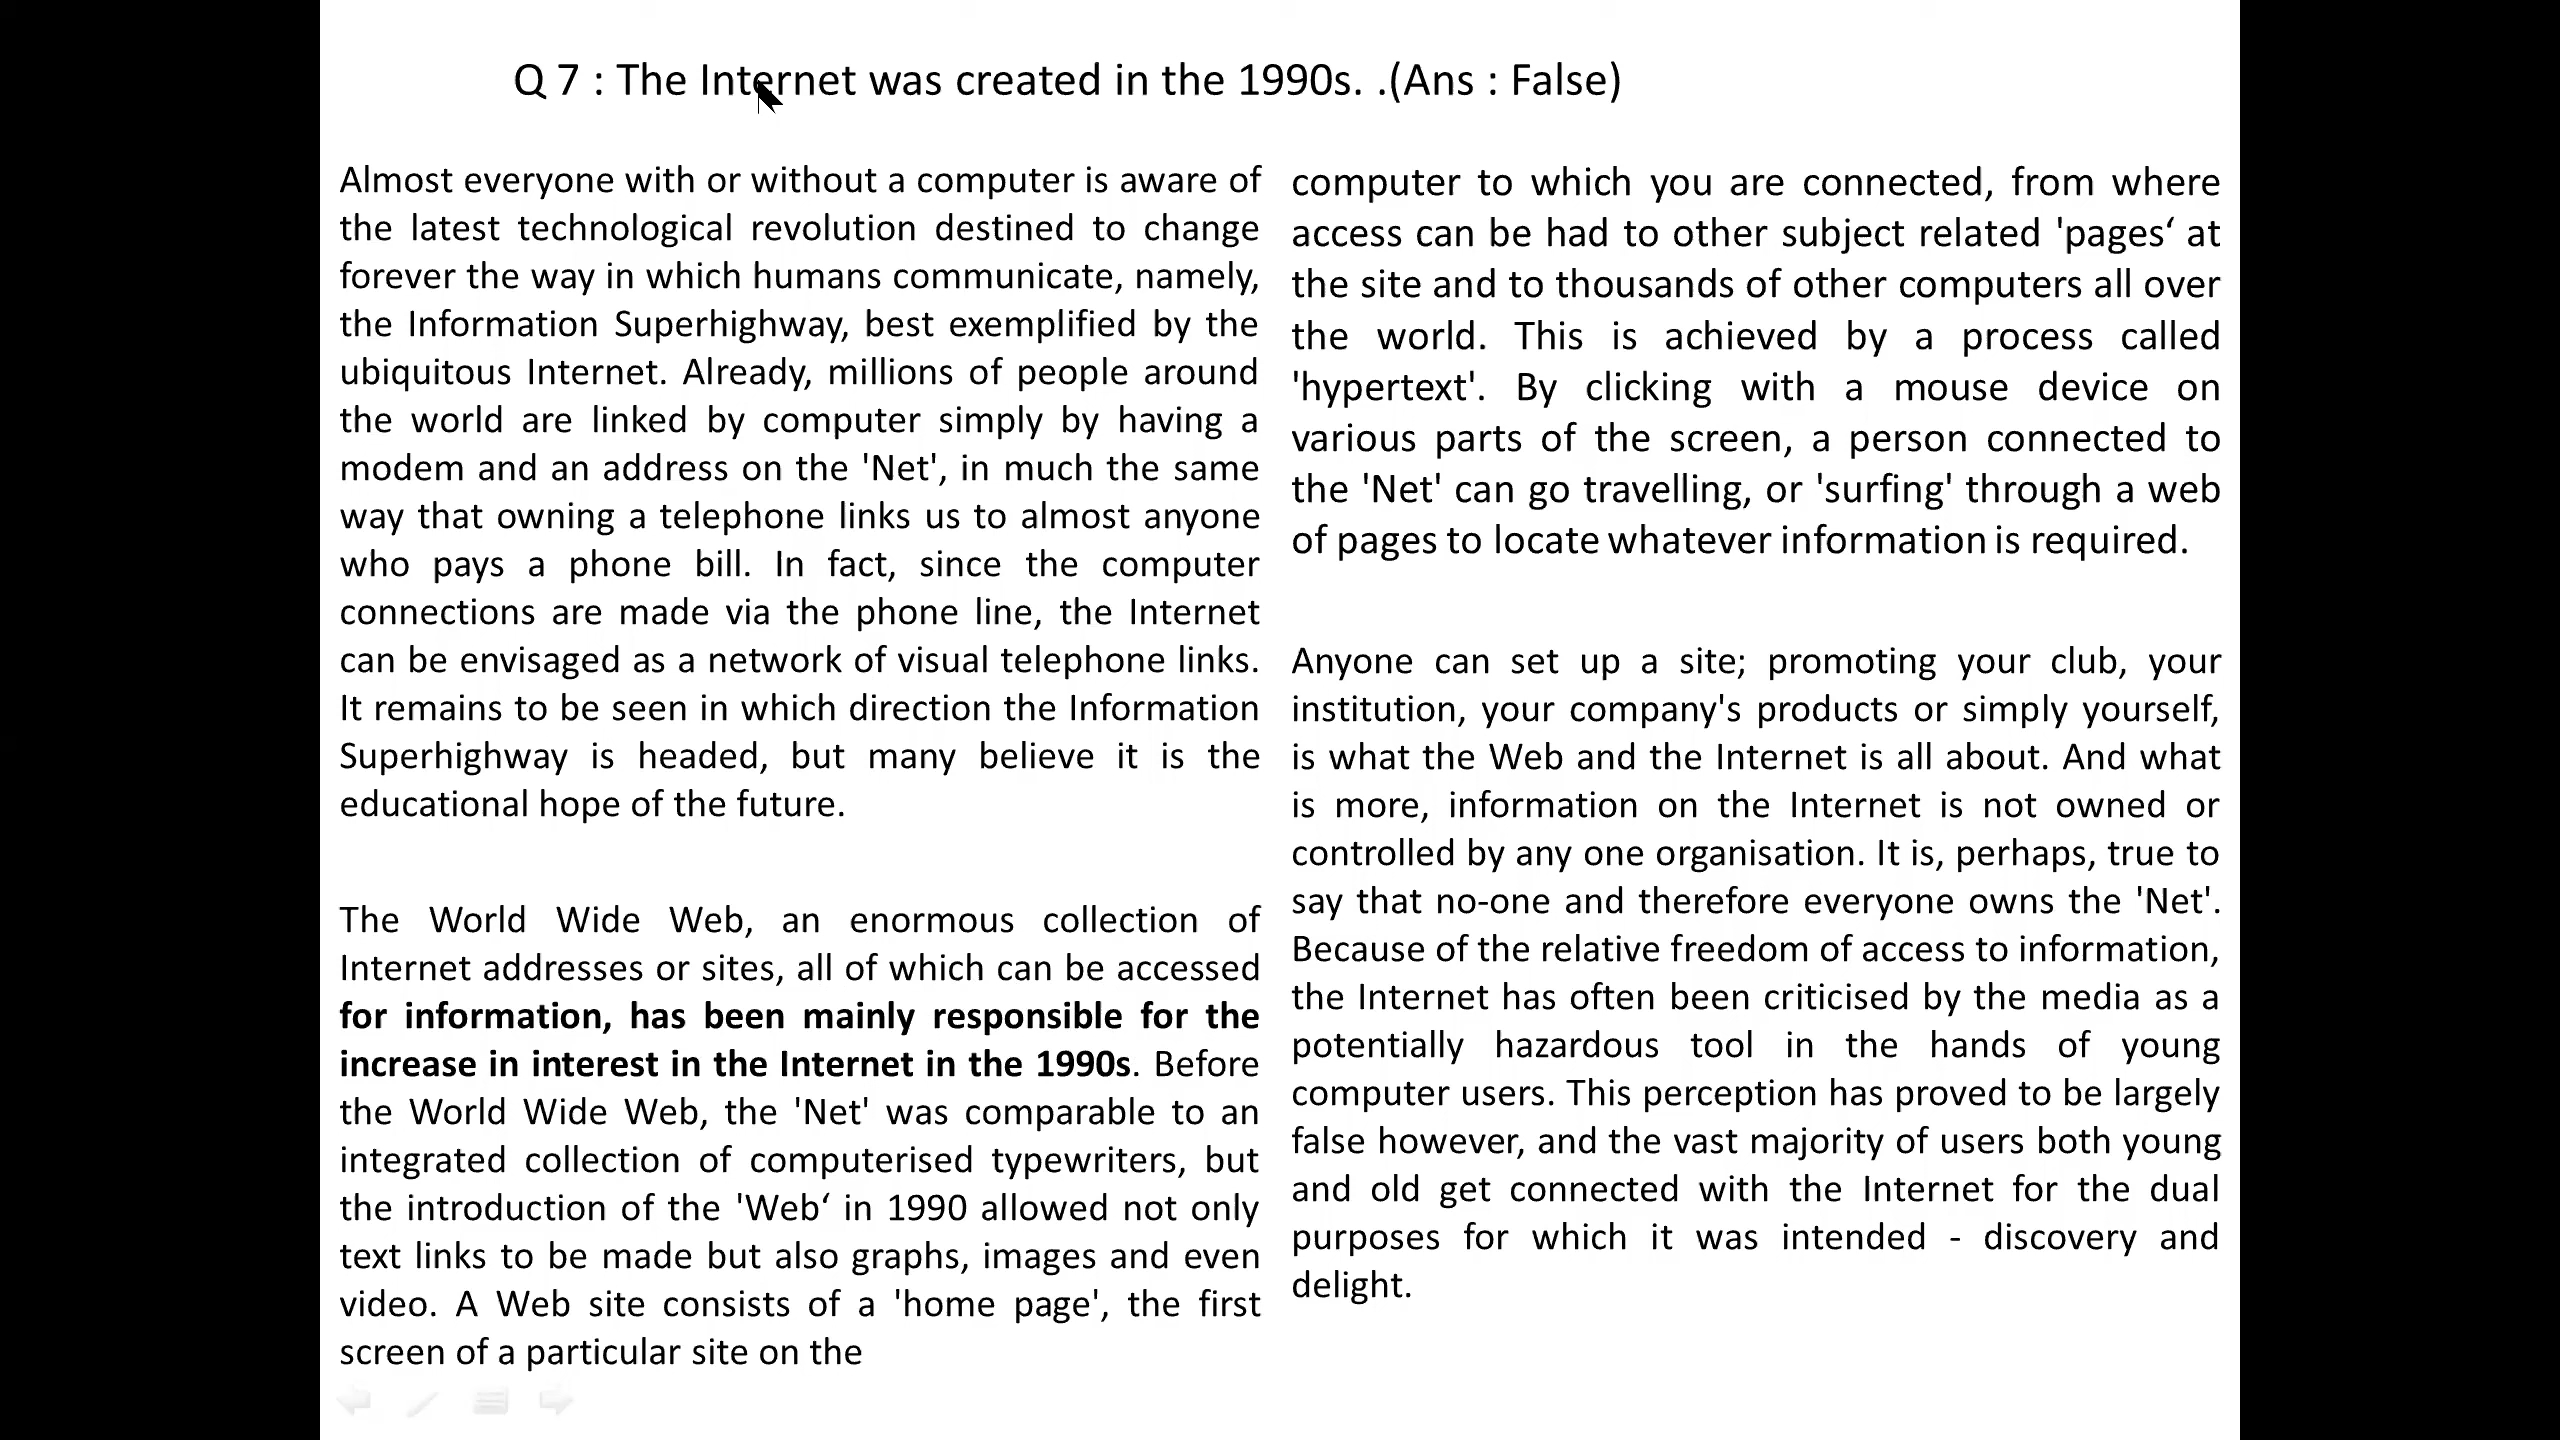 Q 7 : The Internet was created in the 1990s. .(Ans : False)
Almost everyone with or without a computer is aware of
the latest technological revolution destined to change
forever the way in which humans communicate, namely,
the Information Superhighway, best exemplified by the
ubiquitous Internet. Already, millions of people around
the world are linked by computer simply by having a
modem and an address on the 'Net', in much the same
way that owning a telephone links us to almost anyone
who pays a phone bill. In fact, since the computer
connections are made via the phone line, the Internet
can be envisaged as a network of visual telephone links.
It remains to be seen in which direction the Information
Superhighway is headed, but many believe it is the
educational hope of the future.
The World Wide Web, an enormous collection of
Internet addresses or sites, all of which can be accessed
for information, has been mainly responsible for the
increase in interest in the Internet in the 1990s. Before
the World Wide Web, the 'Net' was comparable to an
integrated collection of computerised typewriters, but
the introduction of the 'Web‘ in 1990 allowed not only
text links to be made but also graphs, images and even
video. A Web site consists of a 'home page', the first
screen of a particular site on the
computer to which you are connected, from where
access can be had to other subject related 'pages‘ at
the site and to thousands of other computers all over
the world. This is achieved by a process called
'hypertext'. By clicking with a mouse device on
various parts of the screen, a person connected to
the 'Net' can go travelling, or 'surfing' through a web
of pages to locate whatever information is required.
Anyone can set up a site; promoting your club, your
institution, your company's products or simply yourself,
is what the Web and the Internet is all about. And what
is more, information on the Internet is not owned or
controlled by any one organisation. It is, perhaps, true to
say that no-one and therefore everyone owns the 'Net'.
Because of the relative freedom of access to information,
the Internet has often been criticised by the media as a
potentially hazardous tool in the hands of young
computer users. This perception has proved to be largely
false however, and the vast majority of users both young
and old get connected with the Internet for the dual
purposes for which it was intended - discovery and
delight.